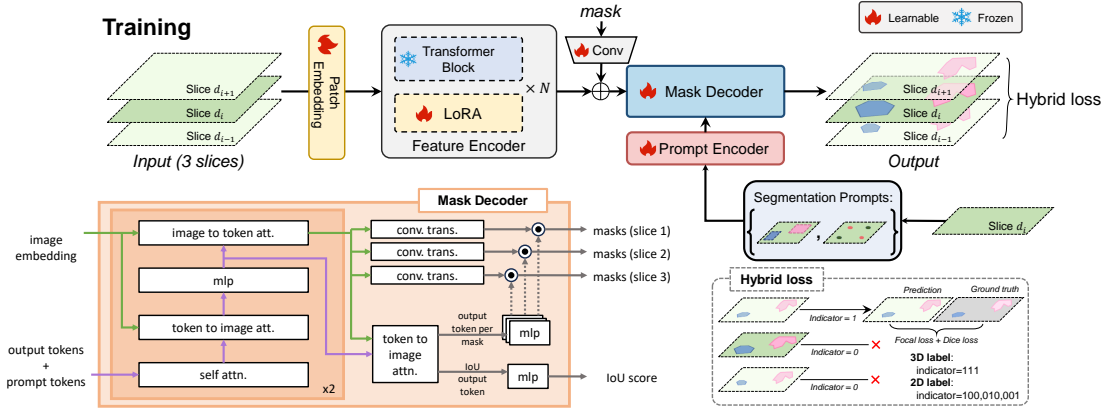 Training
mask
Learnable
Frozen
Slice d_{i+1}
Slice d_i
Slice d_{i−1}
Input (3 slices)
Patch
Embedding
Transformer
Block
LoRA
× N
Feature Encoder
Conv
Mask Decoder
Prompt Encoder
Slice d_{i+1}
Slice d_i
Slice d_{i−1}
Output
Hybrid loss
Segmentation Prompts:
{ , }
Slice d_i
Mask Decoder
image
embedding
output tokens
+
prompt tokens
image to token att.
mlp
token to image att.
self attn.
x2
conv. trans.
conv. trans.
conv. trans.
masks (slice 1)
masks (slice 2)
masks (slice 3)
token to
image
attn.
output
token per
mask
mlp
IoU
output
token
mlp
IoU score
Hybrid loss
Prediction
Ground truth
Indicator = 1
Focal loss + Dice loss
Indicator = 0
Indicator = 0
3D label:
indicator=111
2D label:
indicator=100,010,001